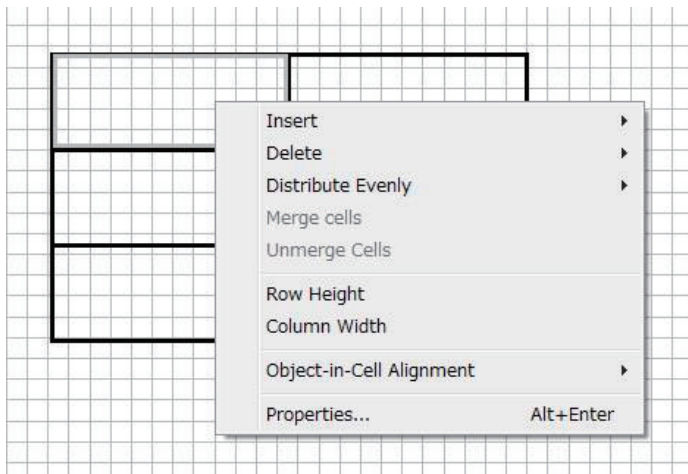 Insert
Delete
Distribute Evenly
Merge cells
Unmerge Cells
Row Height
Column Width
Object-in-Cell Alignment
Properties... Alt+Enter